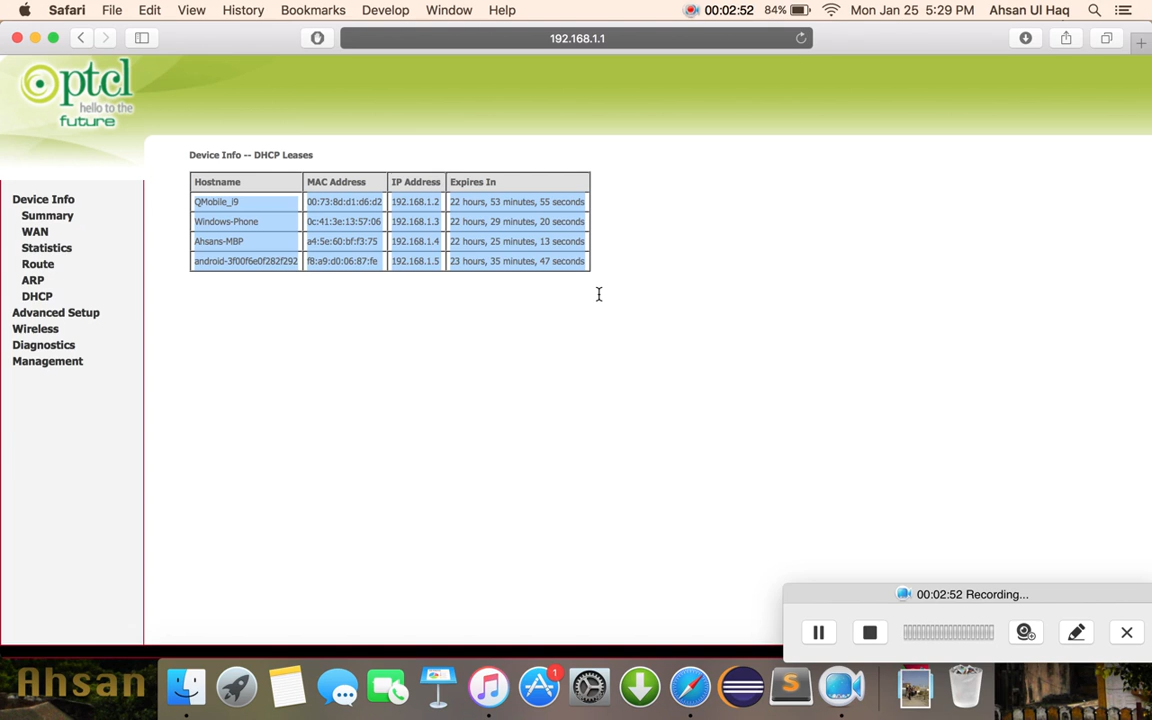 Safari File Edit View History Bookmarks Develop Window Help 00:02:52 84% Mon Jan 25 5:29 PM Ahsan Ul Haq
192.168.1.1
ptcl
hello to the
future
Device Info -- DHCP Leases
Hostname MAC Address IP Address Expires In
QMobile_i9 00:73:8d:d1:d6:d2 192.168.1.2 22 hours, 53 minutes, 55 seconds
Windows-Phone 0c:41:3e:13:57:06 192.168.1.3 22 hours, 29 minutes, 20 seconds
Ahsans-MBP a4:5e:60:bf:f3:75 192.168.1.4 22 hours, 25 minutes, 13 seconds
android-3f00f6e0f282f292 f8:a9:d0:06:87:fe 192.168.1.5 23 hours, 35 minutes, 47 seconds
Device Info
Summary
WAN
Statistics
Route
ARP
DHCP
Advanced Setup
Wireless
Diagnostics
Management
00:02:52 Recording...
Ahsan
1
S